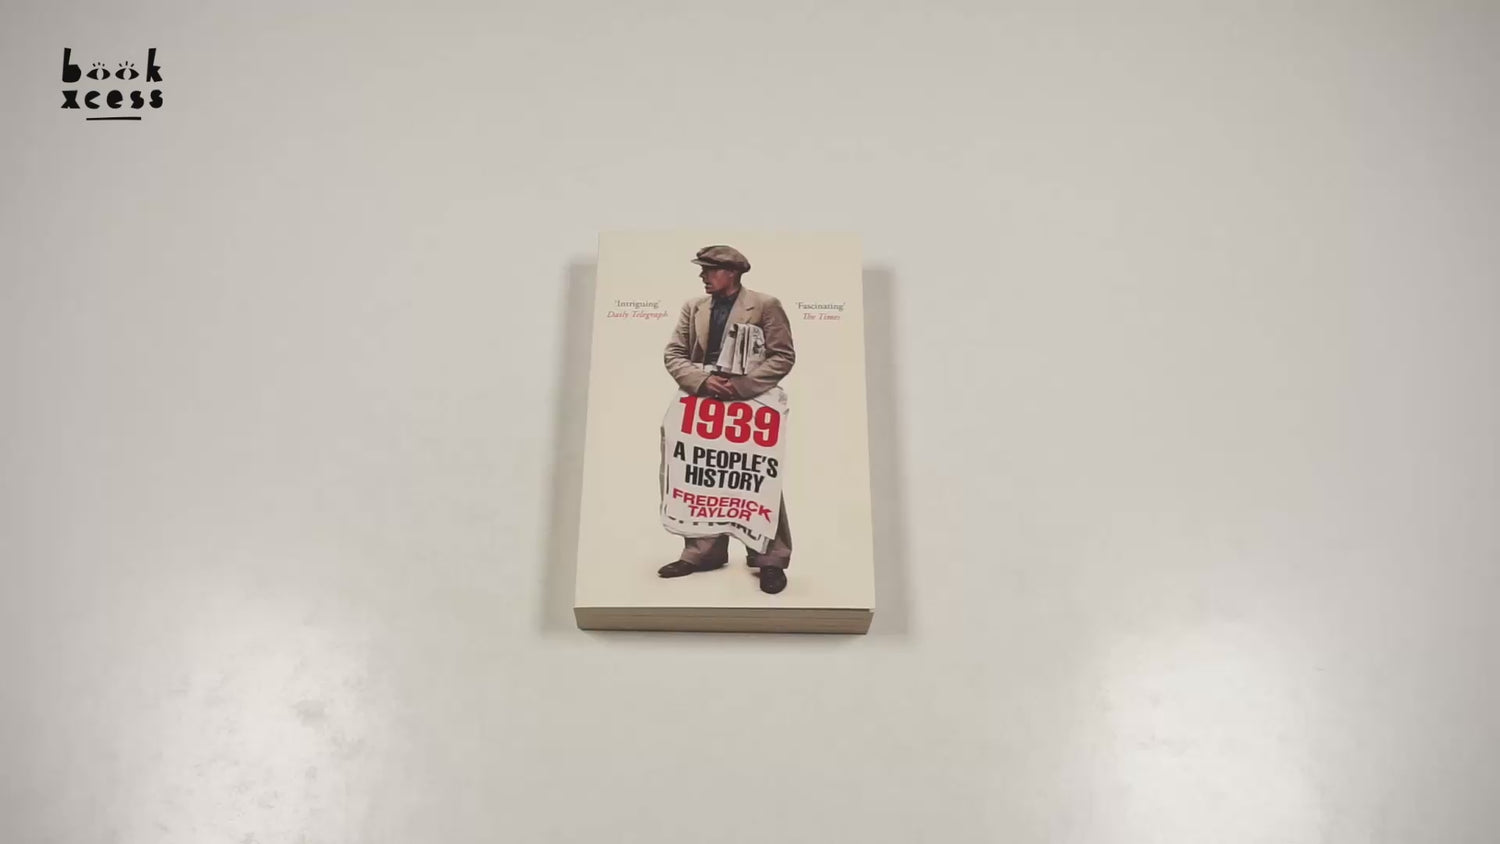 book
xcess
'Intriguing'
Daily Telegraph
'Fascinating'
The Times
1939
A PEOPLE'S
HISTORY
FREDERICK
TAYLOR